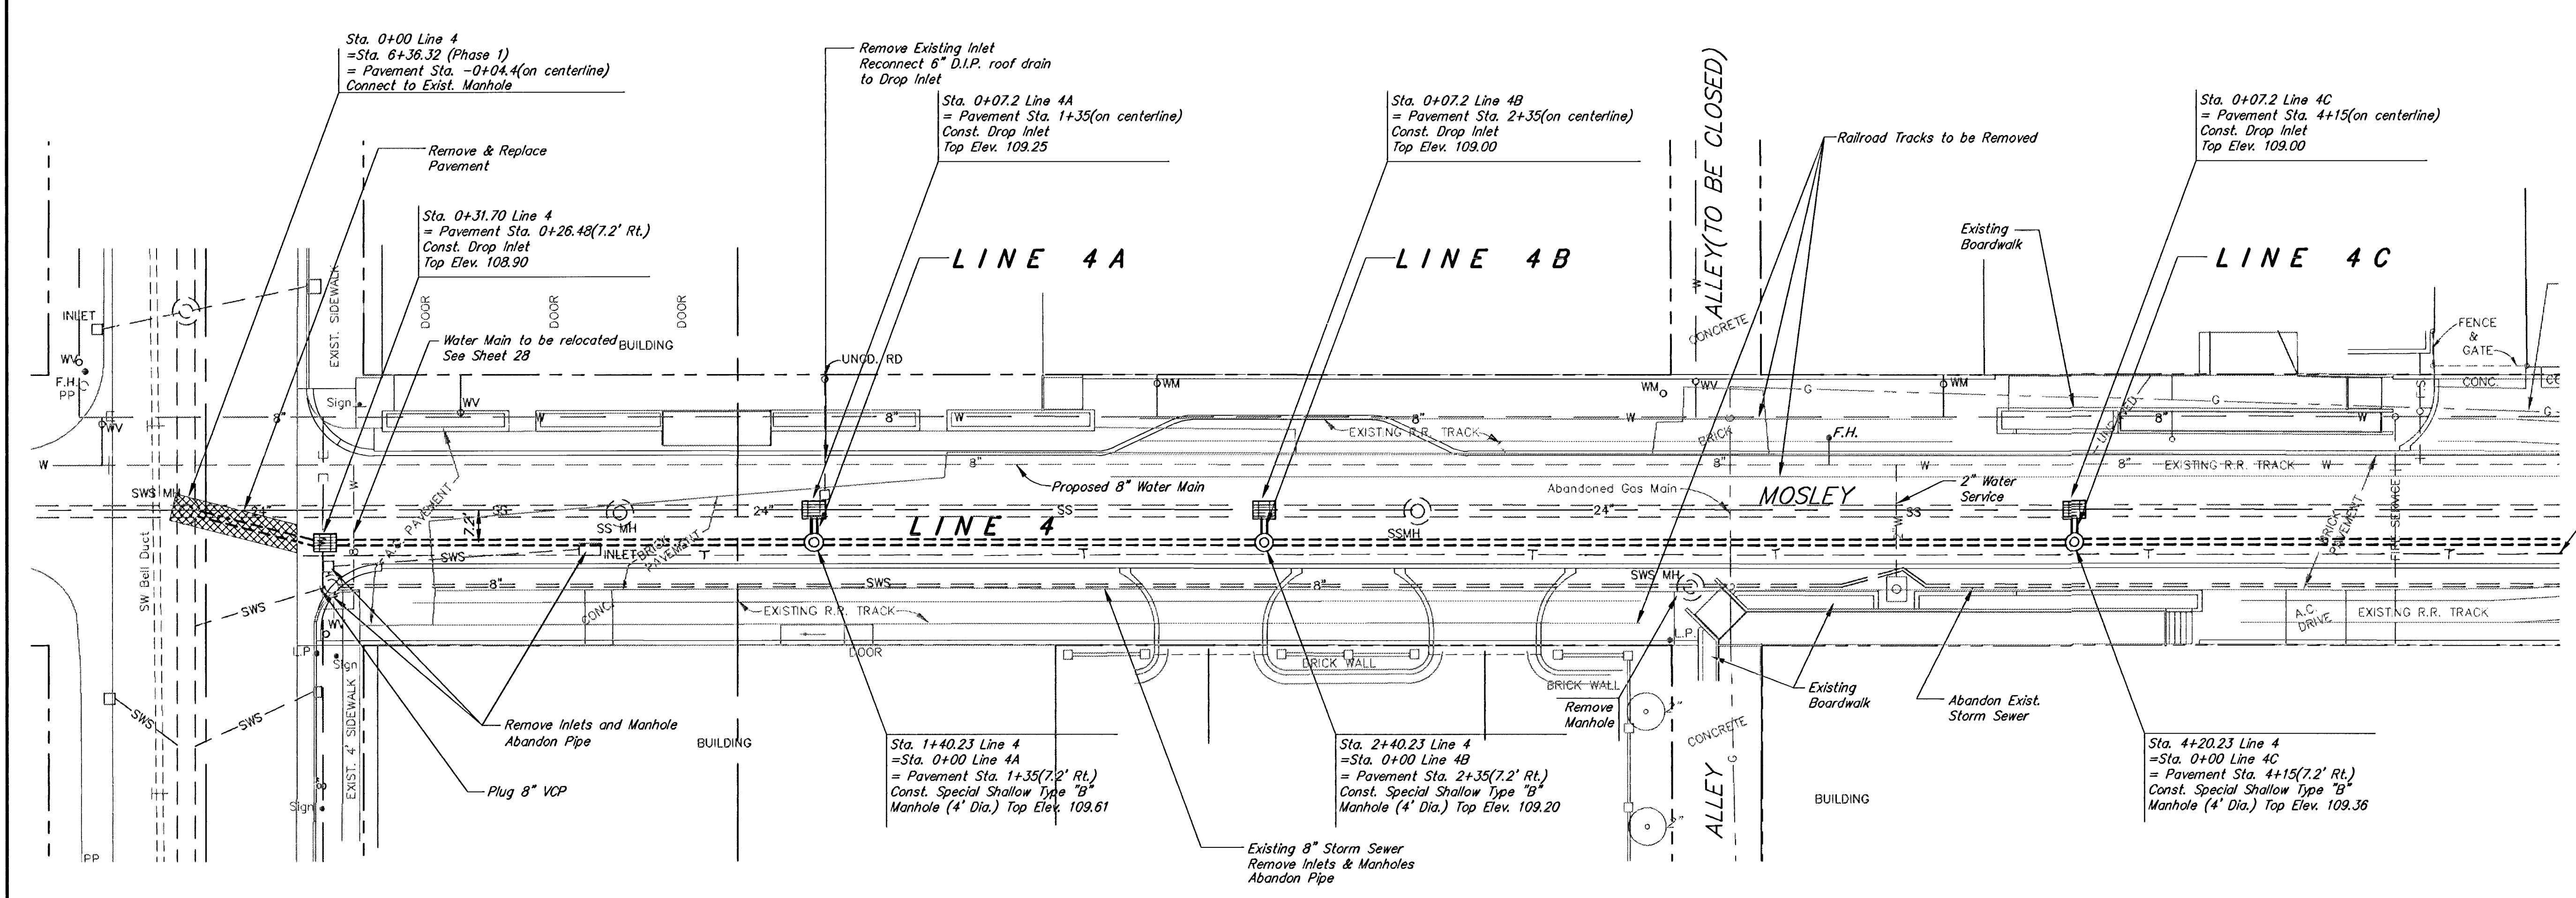 Sta. 0+00 Line 4
=Sta. 6+36.32 (Phase 1)
= Pavement Sta. -0+04.4(on centerline)
Connect to Exist. Manhole
Remove & Replace
Pavement
Sta. 0+31.70 Line 4
= Pavement Sta. 0+26.48(7.2' Rt.)
Const. Drop Inlet
Top Elev. 108.90
Water Main to be relocated
See Sheet 28
Remove Existing Inlet
Reconnect 6" D.I.P. roof drain
to Drop Inlet
Sta. 0+07.2 Line 4A
= Pavement Sta. 1+35(on centerline)
Const. Drop Inlet
Top Elev. 109.25
Sta. 0+07.2 Line 4B
= Pavement Sta. 2+35(on centerline)
Const. Drop Inlet
Top Elev. 109.00
ALLEY(TO BE CLOSED)
Railroad Tracks to be Removed
Sta. 0+07.2 Line 4C
= Pavement Sta. 4+15(on centerline)
Const. Drop Inlet
Top Elev. 109.00
LINE 4A
LINE 4B
Existing
Boardwalk
LINE 4C
INLET
WV
F.H.
PP
WV
EXIST. SIDEWALK
DOOR
DOOR
DOOR
BUILDING
UNGD. RD
CONCRETE
W
FENCE
&
GATE
CONC.
Sign
WV
WM
WM
WV
WM
G
G
G
8"
W
8"
W
8"
W
8"
W
EXISTING R.R. TRACK
BRICK
F.H.
W
8"
Proposed 8" Water Main
8"
W
8"
EXISTING R.R. TRACK
W
SWS MH
24"
SS
7.2'
SS MH
24"
SS
LINE 4
SSMH
24"
Abandoned Gas Main
MOSLEY
2" Water
Service
2" W
SS
BRICK
PAVEMENT
FIRE SERVICE
A.C. PAVEMENT
W
8"
SW Bell Duct
SWS
INLET
BRICK
PAVEMENT
T
T
T
T
T
T
T
8"
SWS
8"
SWS MH
SWS
CONC.
EXISTING R.R. TRACK
A.C.
DRIVE
EXISTING R.R. TRACK
WV
L.P.
Sign
DOOR
BRICK WALL
L.P.
SWS
SWS
EXIST. 4' SIDEWALK
8"
Sign
PP
Remove Inlets and Manhole
Abandon Pipe
Plug 8" VCP
BUILDING
BRICK WALL
Remove
Manhole
2"
2"
CONCRETE
G
ALLEY
Existing
Boardwalk
Abandon Exist.
Storm Sewer
BUILDING
Sta. 1+40.23 Line 4
=Sta. 0+00 Line 4A
= Pavement Sta. 1+35(7.2' Rt.)
Const. Special Shallow Type "B"
Manhole (4' Dia.) Top Elev. 109.61
Sta. 2+40.23 Line 4
=Sta. 0+00 Line 4B
= Pavement Sta. 2+35(7.2' Rt.)
Const. Special Shallow Type "B"
Manhole (4' Dia.) Top Elev. 109.20
Sta. 4+20.23 Line 4
=Sta. 0+00 Line 4C
= Pavement Sta. 4+15(7.2' Rt.)
Const. Special Shallow Type "B"
Manhole (4' Dia.) Top Elev. 109.36
Existing 8" Storm Sewer
Remove Inlets & Manholes
Abandon Pipe